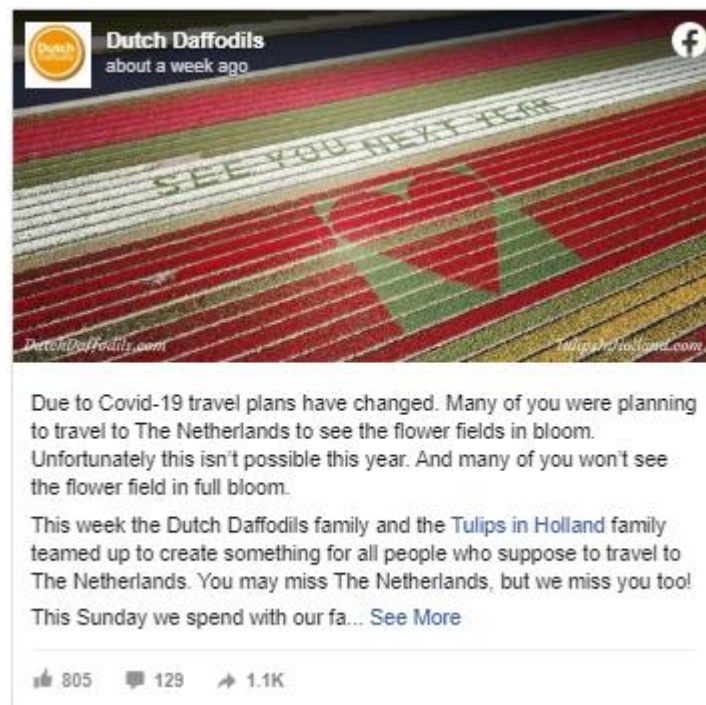 Dutch
Dutch Daffodils
about a week ago
SEE YOU NEXT YEAR
DutchDaffodils.com
TulipsInHolland.com
Due to Covid-19 travel plans have changed. Many of you were planning
to travel to The Netherlands to see the flower fields in bloom.
Unfortunately this isn't possible this year. And many of you won't see
the flower field in full bloom.
This week the Dutch Daffodils family and the Tulips in Holland family
teamed up to create something for all people who suppose to travel to
The Netherlands. You may miss The Netherlands, but we miss you too!
This Sunday we spend with our fa... See More
805
129
1.1K